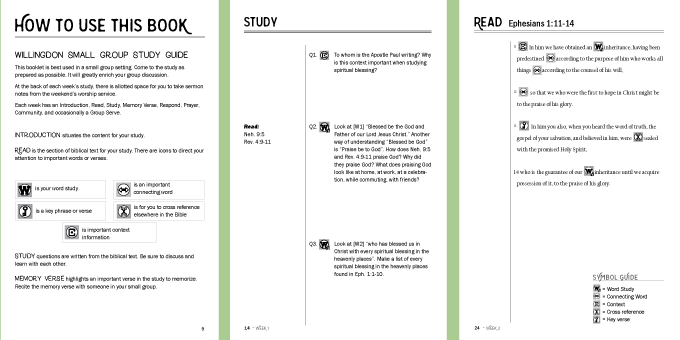 HOW TO USE THIS BOOK
WILLINGDON SMALL GROUP STUDY GUIDE
This booklet is best used in a small group setting. Come to the study as
prepared as possible. It will greatly enrich your group discussion.
At the back of each week's study, there is allotted space for you to take sermon
notes from the weekend's worship service.
Each week has an Introduction, Read, Study, Memory Verse, Respond, Prayer,
Community, and occasionally a Group Serve.
INTRODUCTION situates the content for your study.
READ is the section of biblical text for your study. There are icons to direct your
attention to important words or verses.
W is your word study
is an important
connecting word
is a key phrase or verse
X is for you to cross reference
elsewhere in the Bible
C is important context
information
STUDY questions are written from the biblical text. Be sure to discuss and
learn with each other.
MEMORY VERSE highlights an important verse in the study to memorize.
Recite the memory verse with someone in your small group.
5
STUDY
Q1. C To whom is the Apostle Paul writing? Why
is this context important when studying
spiritual blessing?
Read:
Neh. 9:5
Rev. 4:9-11
Q2. W Look at [W1] "Blessed be the God and
Father of our Lord Jesus Christ." Another
way of understanding "Blessed be God"
is "Praise be to God". How does Neh. 9:5
and Rev. 4:9-11 praise God? Why did
they praise God? What does praising God
look like at home, at work, at a celebra-
tion, while commuting, with friends?
Q3. W Look at [W2] "who has blessed us in
Christ with every spiritual blessing in the
heavenly places". Make a list of every
spiritual blessing in the heavenly places
found in Eph. 1:1-10.
14 - WEEK_1
READ Ephesians 1:11-14
In him we have obtained an W inheritance, having been
predestined according to the purpose of him who works all
things according to the counsel of his will,
so that we who were the first to hope in Christ might be
to the praise of his glory.
In him you also, when you heard the word of truth, the
gospel of your salvation, and believed in him, were X sealed
with the promised Holy Spirit,
14 who is the guarantee of our W inheritance until we acquire
possession of it, to the praise of his glory.
SYMBOL GUIDE
W = Word Study
= Connecting Word
C = Context
X = Cross reference
= Key verse
24 - WEEK_2